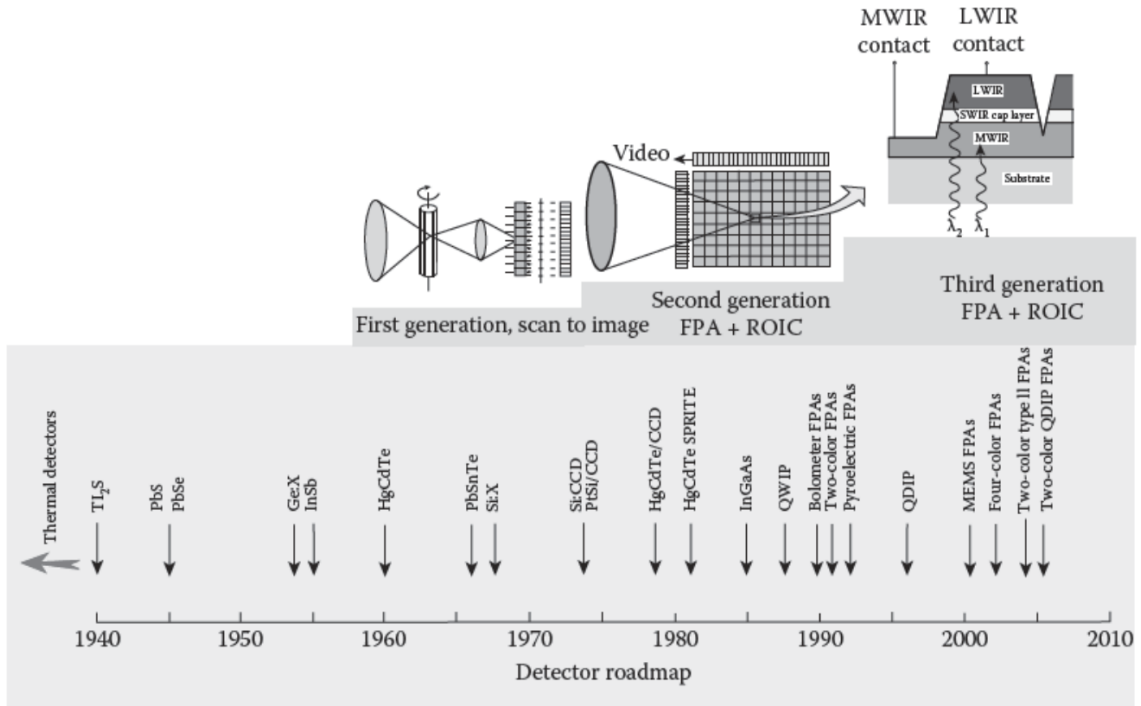 MWIR contact
LWIR contact
LWIR
SWIR cap layer
MWIR
Substrate
λ₂ λ₁
Video
First generation, scan to image
Second generation
FPA + ROIC
Third generation
FPA + ROIC
Thermal detectors
TL₂S
PbS
PbSe
Ge:X
InSb
HgCdTe
PbSnTe
Si:X
Si:CCD
PtSi/CCD
HgCdTe/CCD
HgCdTe SPRITE
InGaAs
QWIP
Bolometer FPAs
Two-color FPAs
Pyroelectric FPAs
QDIP
MEMS FPAs
Four-color FPAs
Two-color type II FPAs
Two-color QDIP FPAs
1940 1950 1960 1970 1980 1990 2000 2010
Detector roadmap